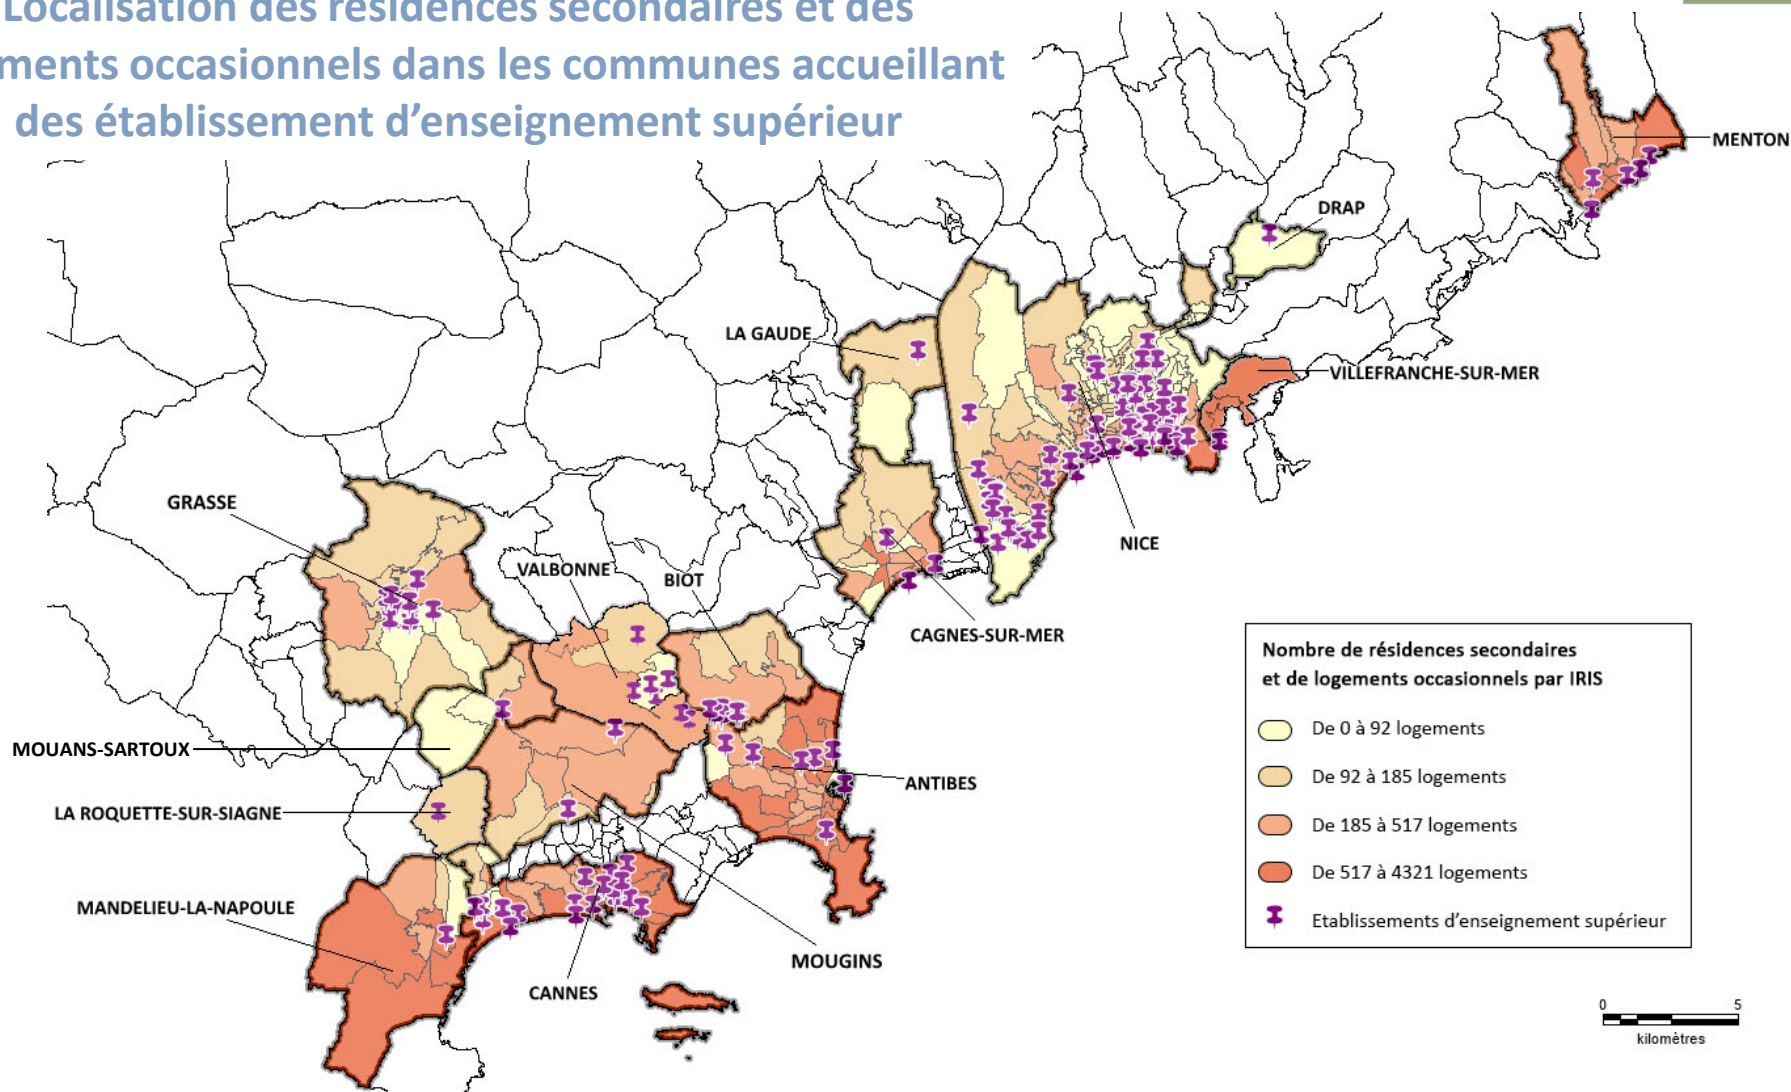 Localisation des résidences secondaires et des
ments occasionnels dans les communes accueillant
des établissement d’enseignement supérieur
MENTON
DRAP
LA GAUDE
VILLEFRANCHE-SUR-MER
GRASSE
NICE
VALBONNE
BIOT
CAGNES-SUR-MER
MOUANS-SARTOUX
ANTIBES
LA ROQUETTE-SUR-SIAGNE
MANDELIEU-LA-NAPOULE
MOUGINS
CANNES
Nombre de résidences secondaires
et de logements occasionnels par IRIS
De 0 à 92 logements
De 92 à 185 logements
De 185 à 517 logements
De 517 à 4321 logements
Etablissements d’enseignement supérieur
0 5
kilomètres